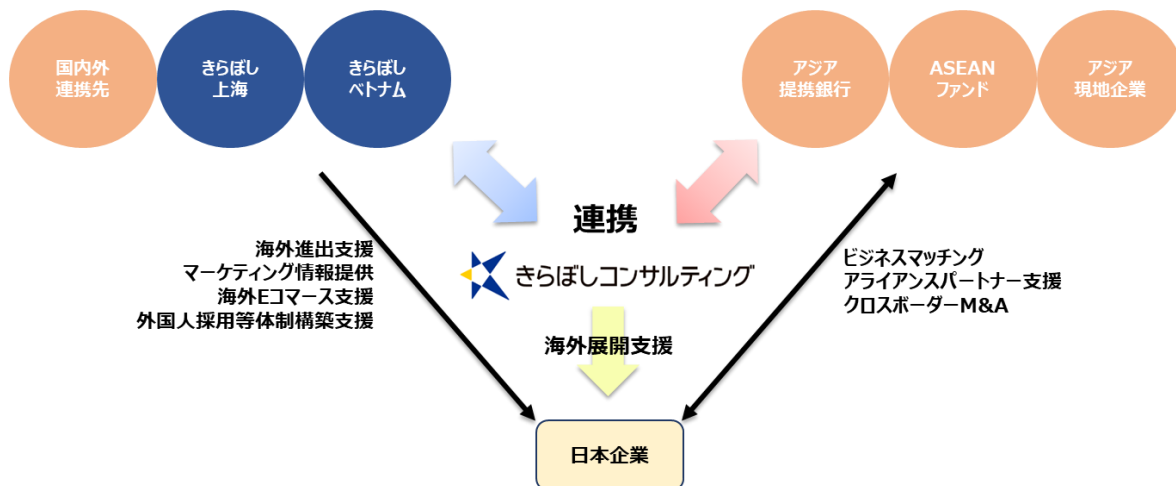 国内外
連携先
きらぼし
上海
きらぼし
ベトナム
アジア
提携銀行
ASEAN
ファンド
アジア
現地企業
連携
きらぼしコンサルティング
海外進出支援
マーケティング情報提供
海外Eコマース支援
外国人採用等体制構築支援
ビジネスマッチング
アライアンスパートナー支援
クロスボーダーM&A
海外展開支援
日本企業